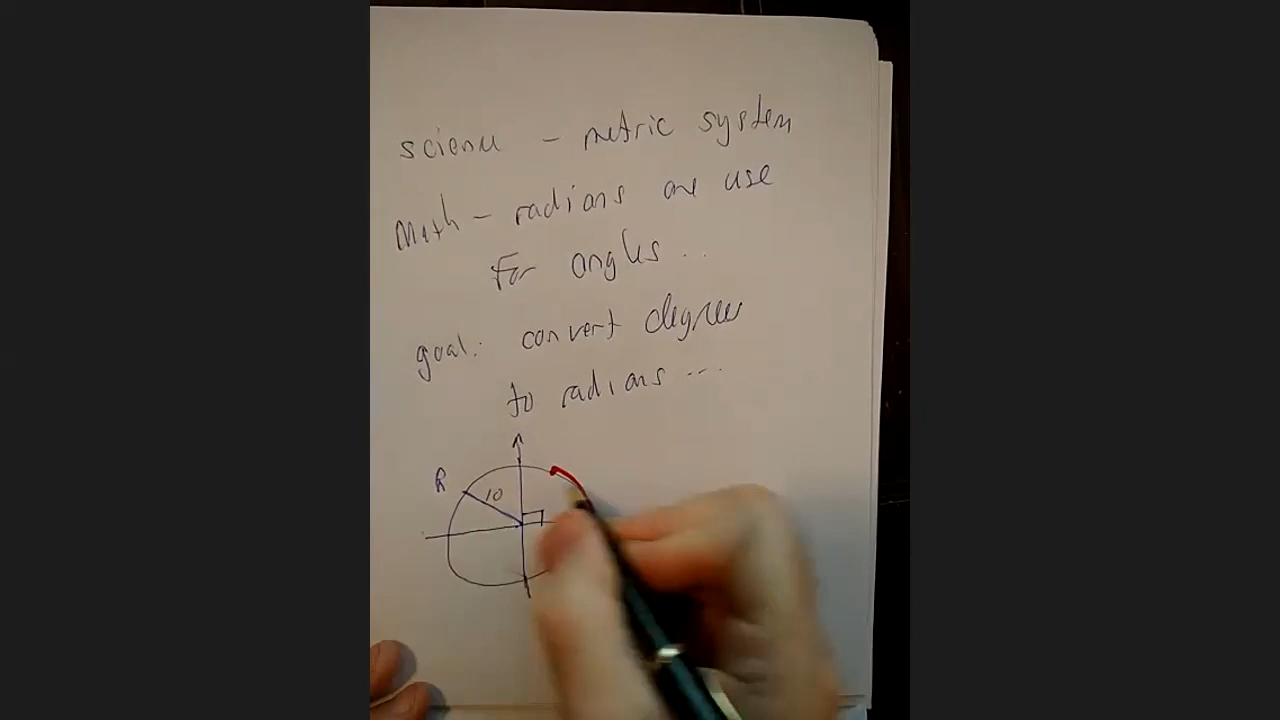 science - metric system
Math - radians are use
for angles ..
goal: convert degrees
to radians ...
R
10